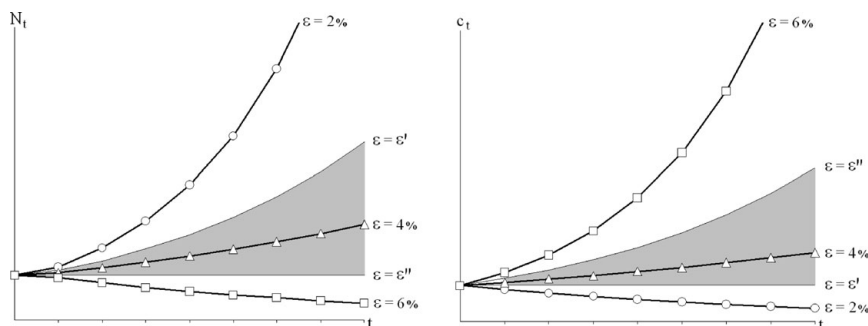 N_t
ε = 2%
ε = ε'
ε = 4%
ε = ε''
ε = 6%
t
c_t
ε = 6%
ε = ε''
ε = 4%
ε = ε'
ε = 2%
t